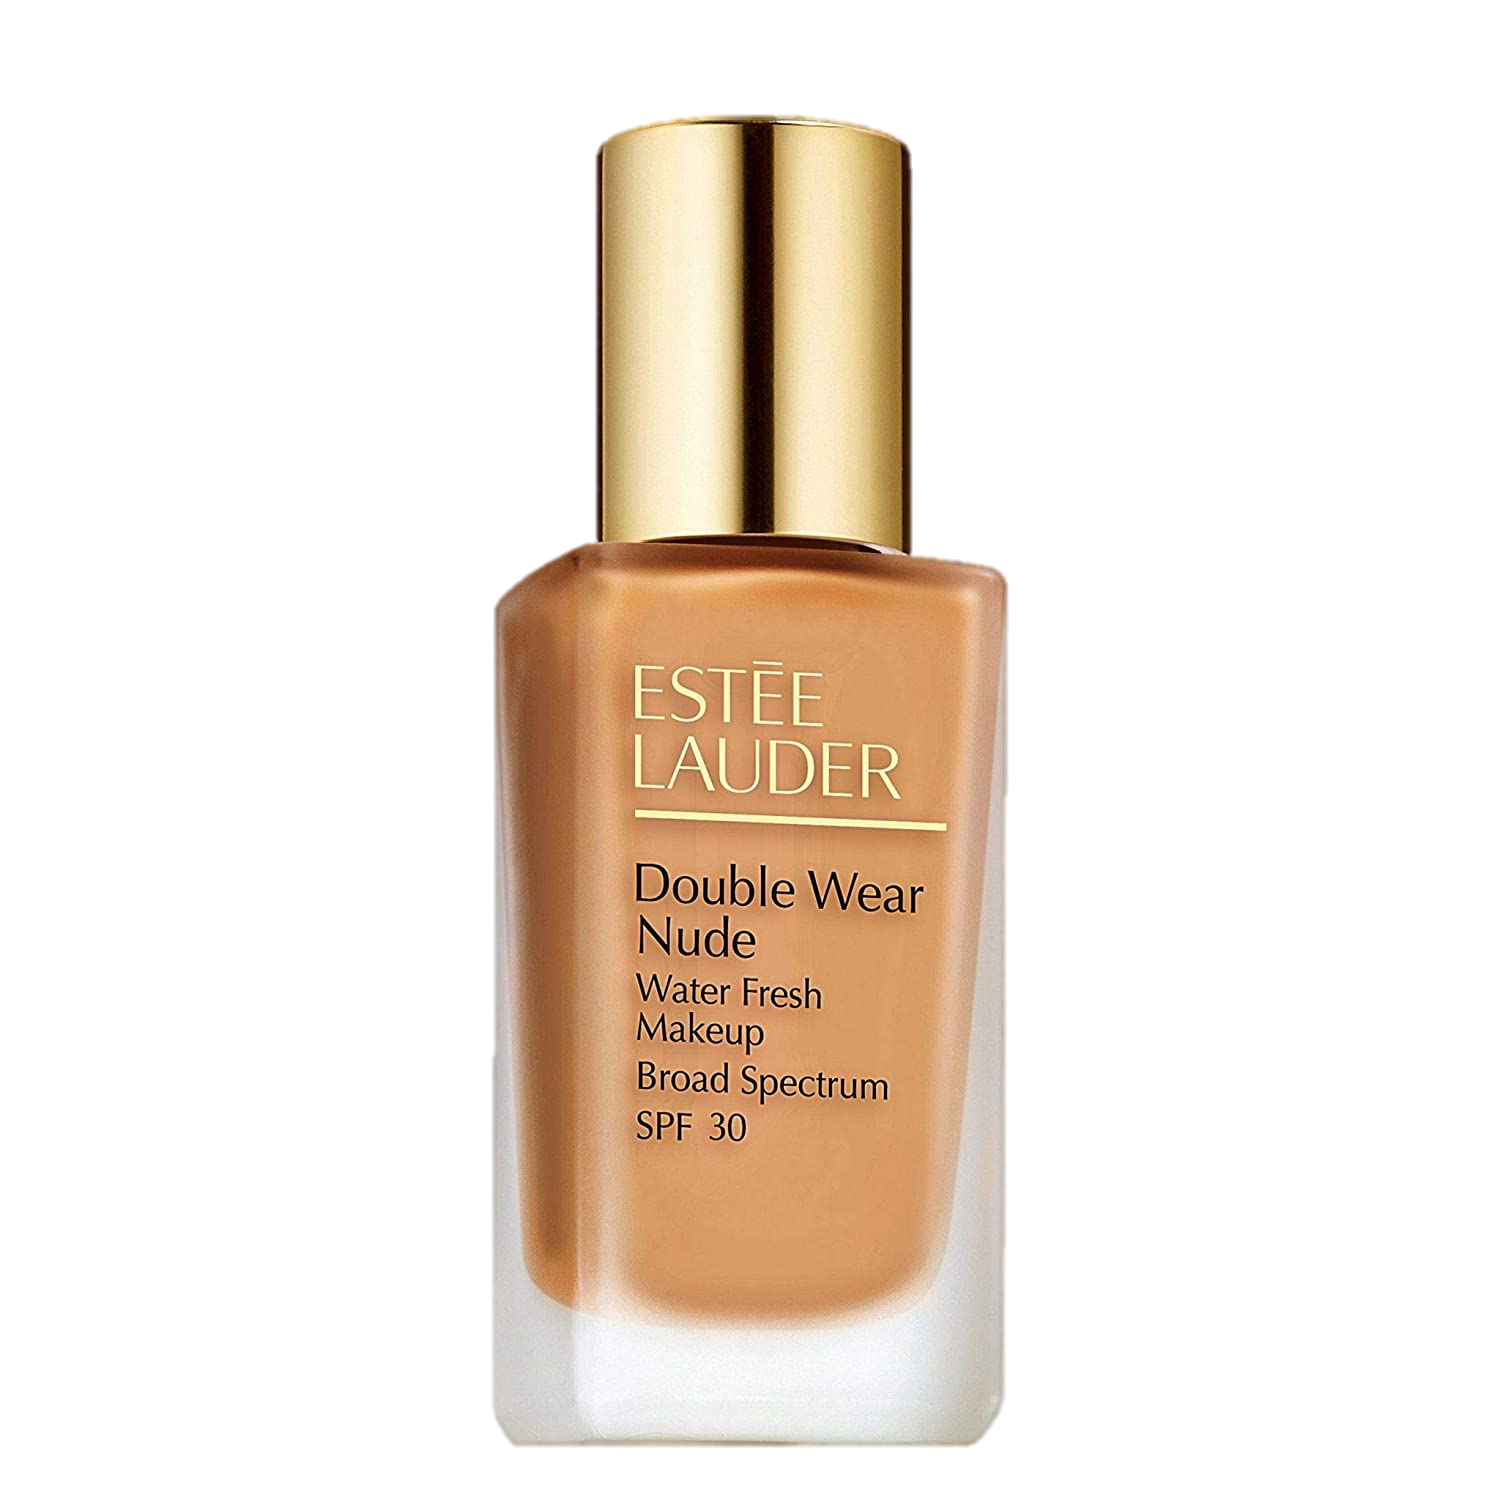 ESTĒE
LAUDER
Double Wear
Nude
Water Fresh
Makeup
Broad Spectrum
SPF 30